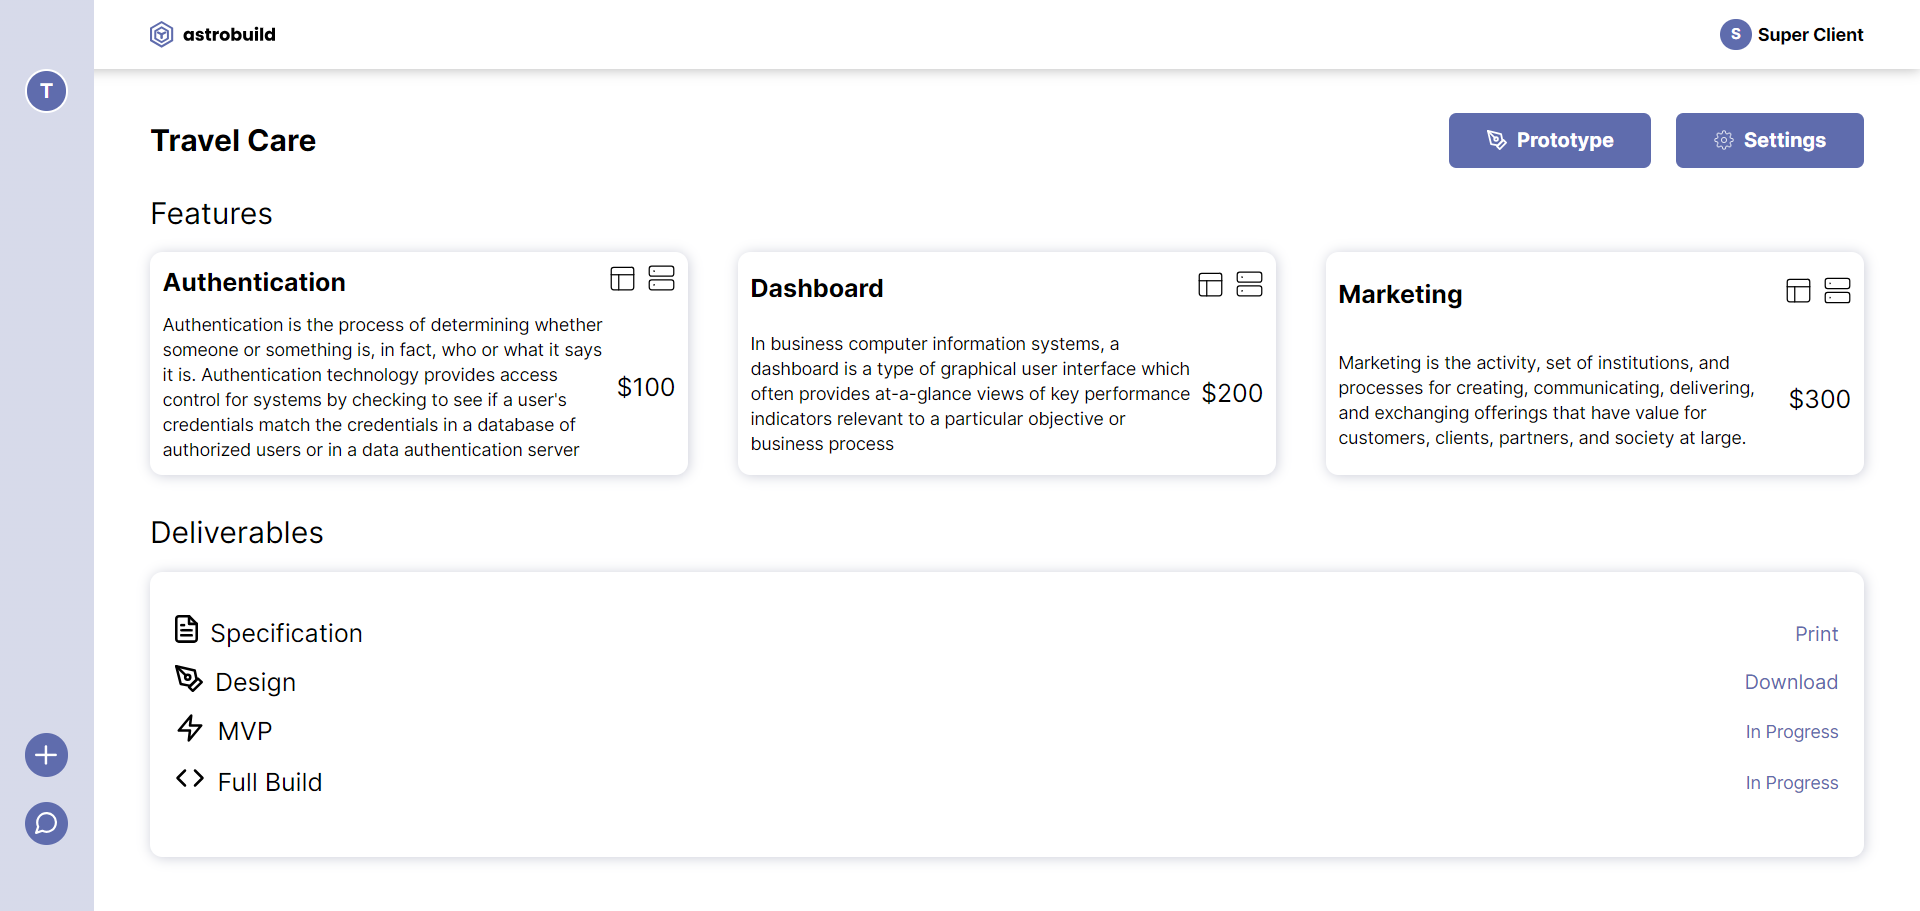 astrobuild
S Super Client
T
Travel Care
Prototype
Settings
Features
Authentication
Authentication is the process of determining whether
someone or something is, in fact, who or what it says
it is. Authentication technology provides access
control for systems by checking to see if a user's
credentials match the credentials in a database of
authorized users or in a data authentication server
$100
Dashboard
In business computer information systems, a
dashboard is a type of graphical user interface which
often provides at-a-glance views of key performance
indicators relevant to a particular objective or
business process
$200
Marketing
Marketing is the activity, set of institutions, and
processes for creating, communicating, delivering,
and exchanging offerings that have value for
customers, clients, partners, and society at large.
$300
Deliverables
Specification
Print
Design
Download
MVP
In Progress
Full Build
In Progress